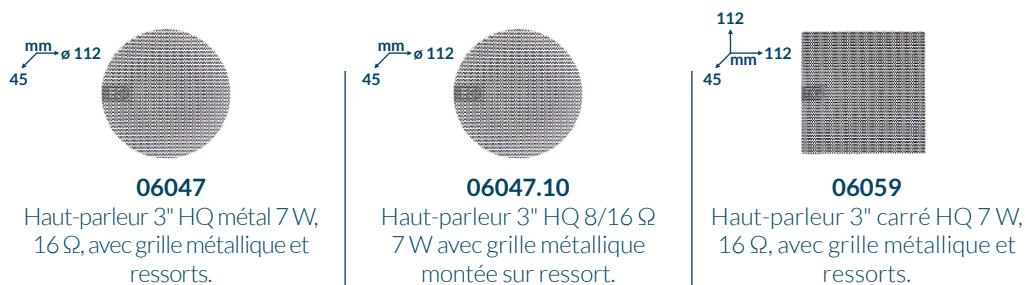 mm
ø 112
45
06047
Haut-parleur 3" HQ métal 7 W,
16 Ω, avec grille métallique et
ressorts.
mm
ø 112
45
06047.10
Haut-parleur 3" HQ 8/16 Ω
7 W avec grille métallique
montée sur ressort.
112
112
mm
45
06059
Haut-parleur 3" carré HQ 7 W,
16 Ω, avec grille métallique et
ressorts.